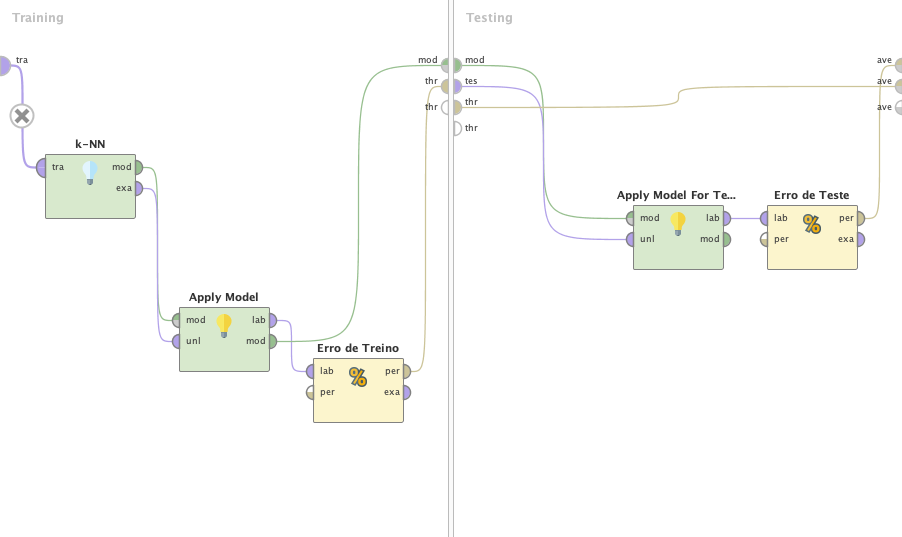 Training
tra
k-NN
tra
mod
exa
Apply Model
mod
lab
unl
mod
Erro de Treino
lab
per
per
exa
mod
thr
thr
Testing
mod
tes
thr
thr
Apply Model For Te...
mod
lab
unl
mod
Erro de Teste
lab
per
per
exa
ave
ave
ave